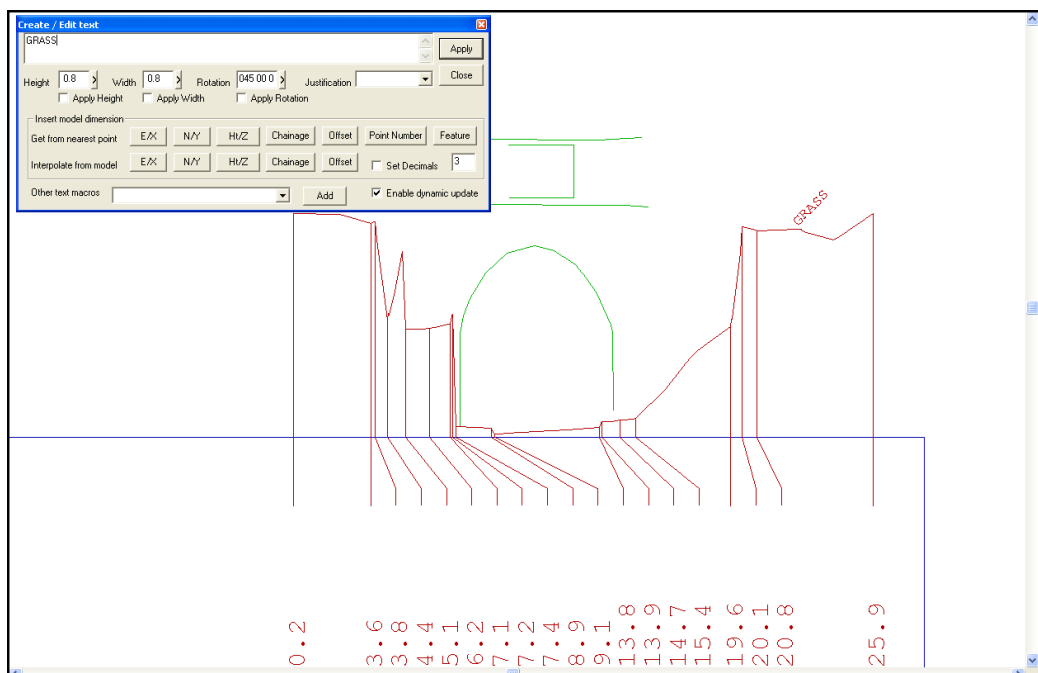 Create / Edit text
GRASS
Apply
Height 0.8 Width 0.8 Rotation 045 00 0 Justification
Close
Apply Height Apply Width Apply Rotation
Insert model dimension
Get from nearest point E/X N/Y Ht/Z Chainage Offset Point Number Feature
Interpolate from model E/X N/Y Ht/Z Chainage Offset Set Decimals 3
Other text macros Add Enable dynamic update
GRASS
0.2
3.6
3.8
4.4
5.1
6.2
7.1
7.2
7.4
8.9
9.1
13.8
13.9
14.7
15.4
19.6
20.1
20.8
25.9